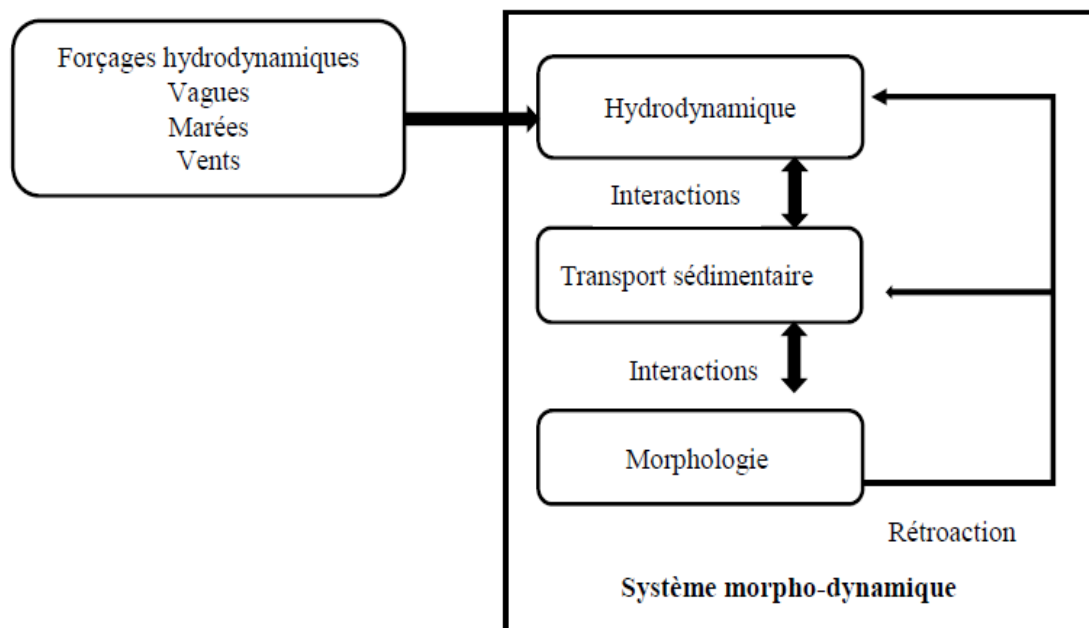 Forçages hydrodynamiques
Vagues
Marées
Vents
Hydrodynamique
Interactions
Transport sédimentaire
Interactions
Morphologie
Rétroaction
Système morpho-dynamique